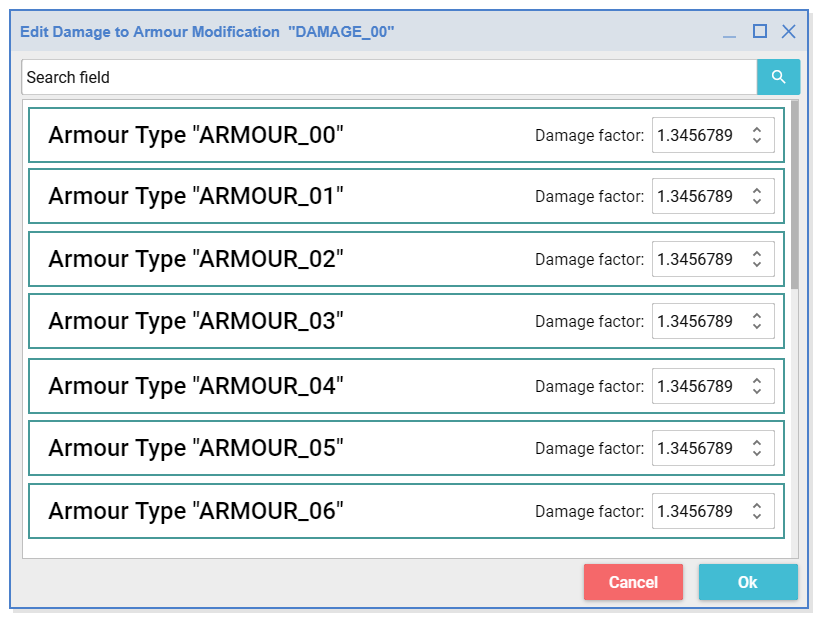 Edit Damage to Armour Modification "DAMAGE_00"
Search field
Armour Type "ARMOUR_00" Damage factor: 1.3456789
Armour Type "ARMOUR_01" Damage factor: 1.3456789
Armour Type "ARMOUR_02" Damage factor: 1.3456789
Armour Type "ARMOUR_03" Damage factor: 1.3456789
Armour Type "ARMOUR_04" Damage factor: 1.3456789
Armour Type "ARMOUR_05" Damage factor: 1.3456789
Armour Type "ARMOUR_06" Damage factor: 1.3456789
Cancel Ok